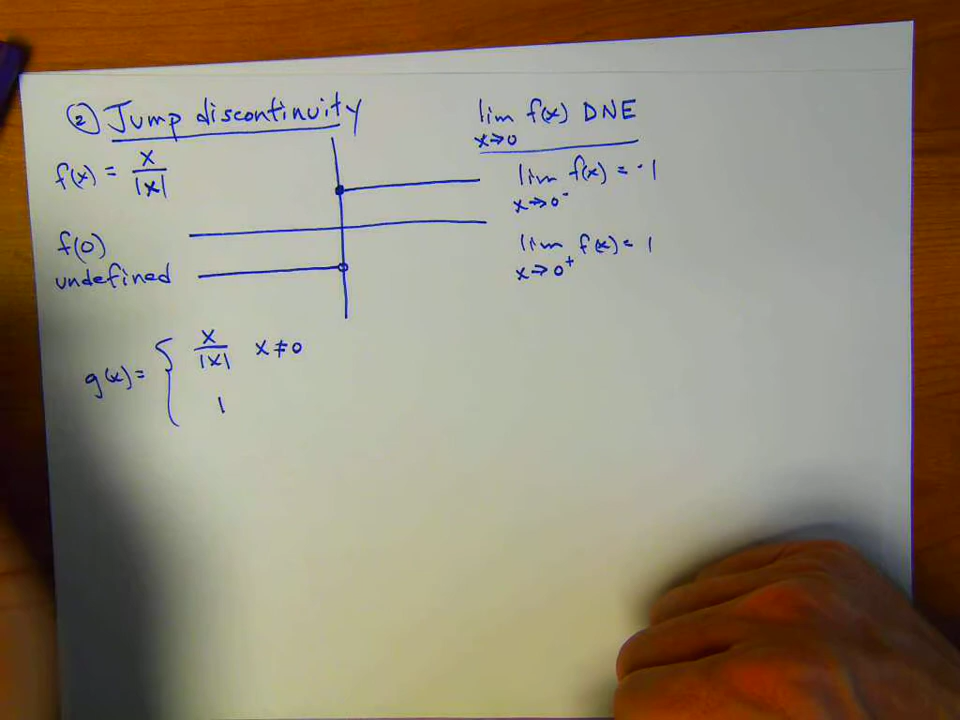 ② Jump discontinuity
f(x) = x/|x|
f(0)
undefined
lim f(x) DNE
x→0
lim f(x) = -1
x→0⁻
lim f(x) = 1
x→0⁺
g(x) = { x/|x| x≠0
1